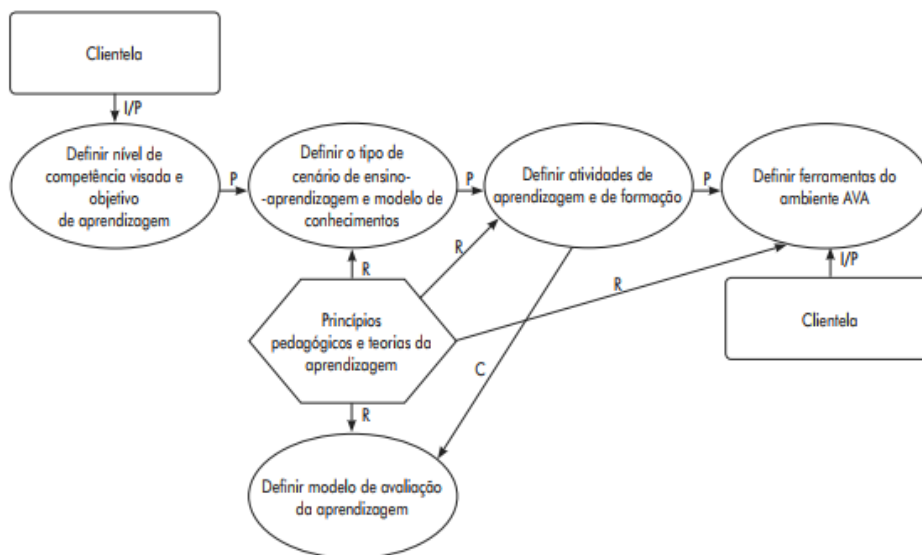 Clientela
I/P
Definir nível de
competência visada e
objetivo
de aprendizagem
P
Definir o tipo de
cenário de ensino-
-aprendizagem e modelo de
conhecimentos
P
Definir atividades de
aprendizagem e de formação
P
Definir ferramentas do
ambiente AVA
R
R
R
I/P
Princípios
pedagógicos e teorias da
aprendizagem
Clientela
C
R
Definir modelo de avaliação
da aprendizagem